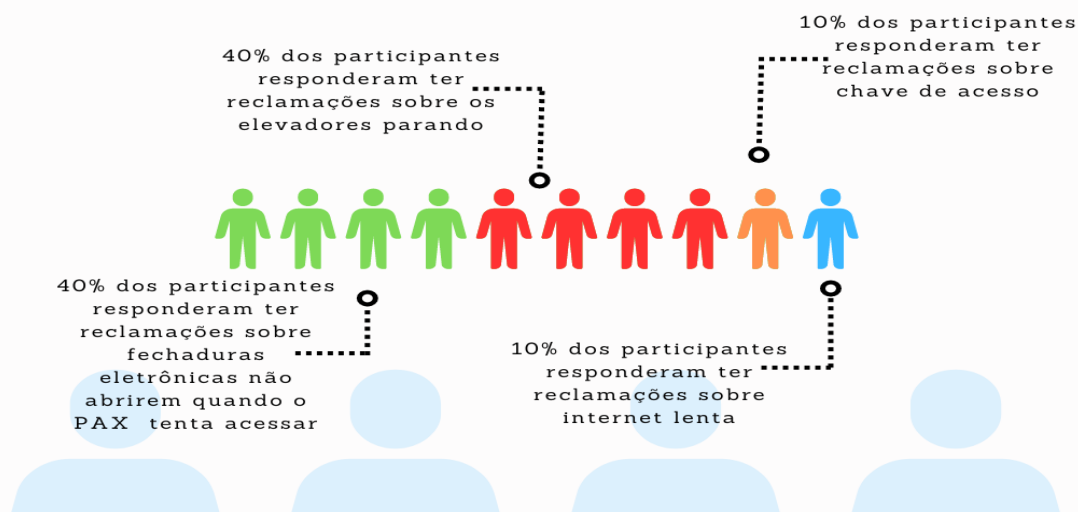 40% dos participantes
responderam ter
reclamações sobre os
elevadores parando
10% dos participantes
responderam ter
reclamações sobre
chave de acesso
40% dos participantes
responderam ter
reclamações sobre
fechaduras
eletrônicas não
abrirem quando o
PAX tenta acessar
10% dos participantes
responderam ter
reclamações sobre
internet lenta